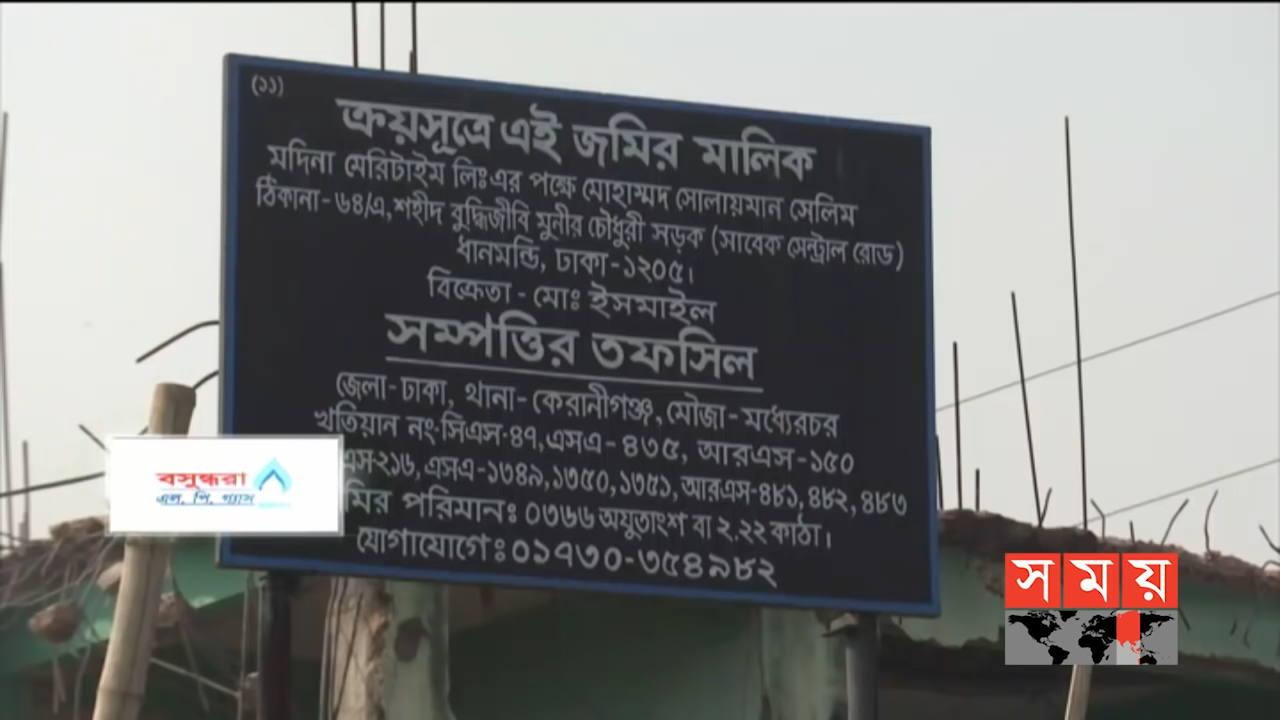 (১১)
ক্রয়সূত্রে এই জমির মালিক
মদিনা মেরিটাইম লিঃ এর পক্ষে মোহাম্মদ সোলায়মান সেলিম
ঠিকানা - ৬৪/এ, শহীদ বুদ্ধিজীবি মুনীর চৌধুরী সড়ক (সাবেক সেন্ট্রাল রোড)
ধানমন্ডি, ঢাকা - ১২০৫।
বিক্রেতা - মোঃ ইসমাইল
সম্পত্তির তফসিল
জেলা - ঢাকা, থানা - কেরানীগঞ্জ, মৌজা - মধ্যেরচর
খতিয়ান নং-সিএস-৪৭, এসএ - ৪৩৫, আরএস - ১৫০
এস-২১৬, এসএ - ১৩৪৯, ১৩৫০, ১৩৫১, আরএস-৪৮১, ৪৮২, ৪৮৩
মির পরিমানঃ ০৩৬৬ অযুতাংশ বা ২.২২ কাঠা।
যোগাযোগেঃ ০১৭৩০-৩৫৪৯৮২
বসুন্ধরা
এল. পি. গ্যাস
সময়